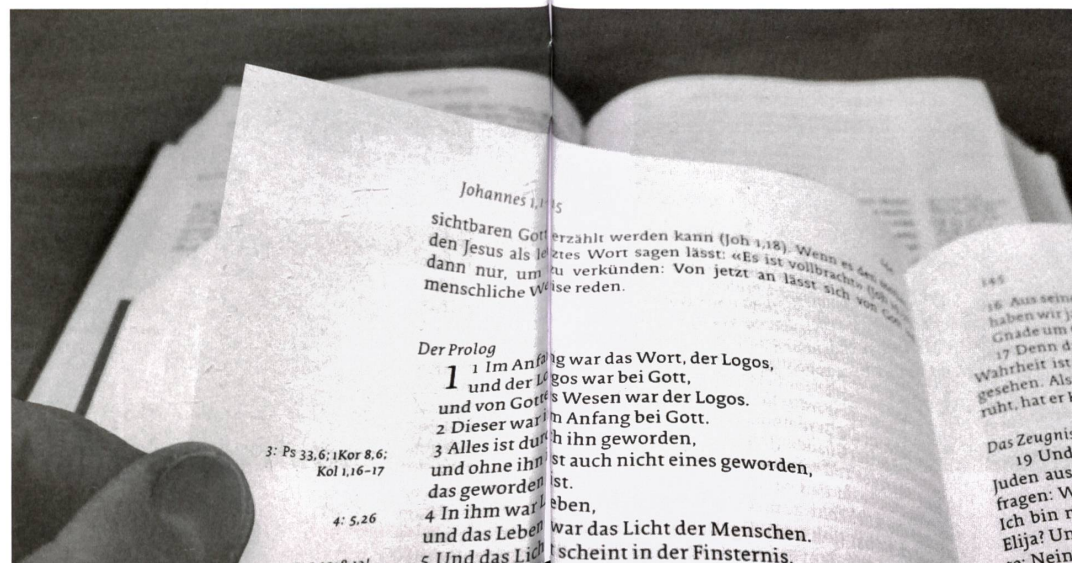 Johannes 1,1-15
sichtbaren Gott erzählt werden kann (Joh 1,18). Wenn es
den Jesus als letztes Wort sagen lässt: «Es ist vollbracht» (Joh
dann nur, um zu verkünden: Von jetzt an lässt sich von Gott
menschliche Weise reden.
Der Prolog
1 1 Im Anfang war das Wort, der Logos,
und der Logos war bei Gott,
und von Gottes Wesen war der Logos.
2 Dieser war im Anfang bei Gott.
3: Ps 33,6; 1Kor 8,6;
Kol 1,16-17
3 Alles ist durch ihn geworden,
und ohne ihn ist auch nicht eines geworden,
das geworden ist.
4: 5,26
4 In ihm war Leben,
und das Leben war das Licht der Menschen.
5 Und das Licht scheint in der Finsternis,
145
16 Aus seine
haben wir j
Gnade um
17 Denn d
Wahrheit ist
gesehen. Als
ruht, hat er
Das Zeugnis
19 Und
Juden aus
fragen: W
Ich bin n
Elija? Un
Nein